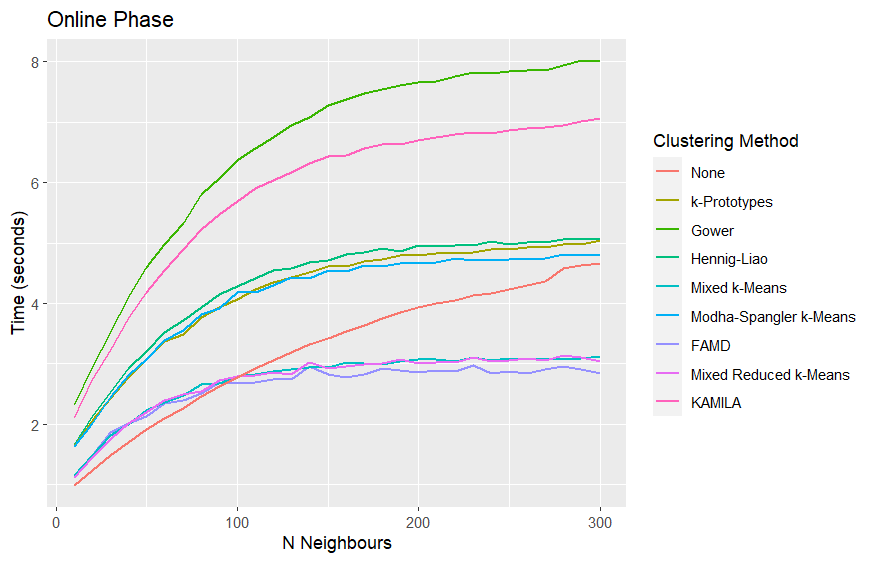 Online Phase
8
6
4
2
Time (seconds)
0
100
200
300
N Neighbours
Clustering Method
None
k-Prototypes
Gower
Hennig-Liao
Mixed k-Means
Modha-Spangler k-Means
FAMD
Mixed Reduced k-Means
KAMILA